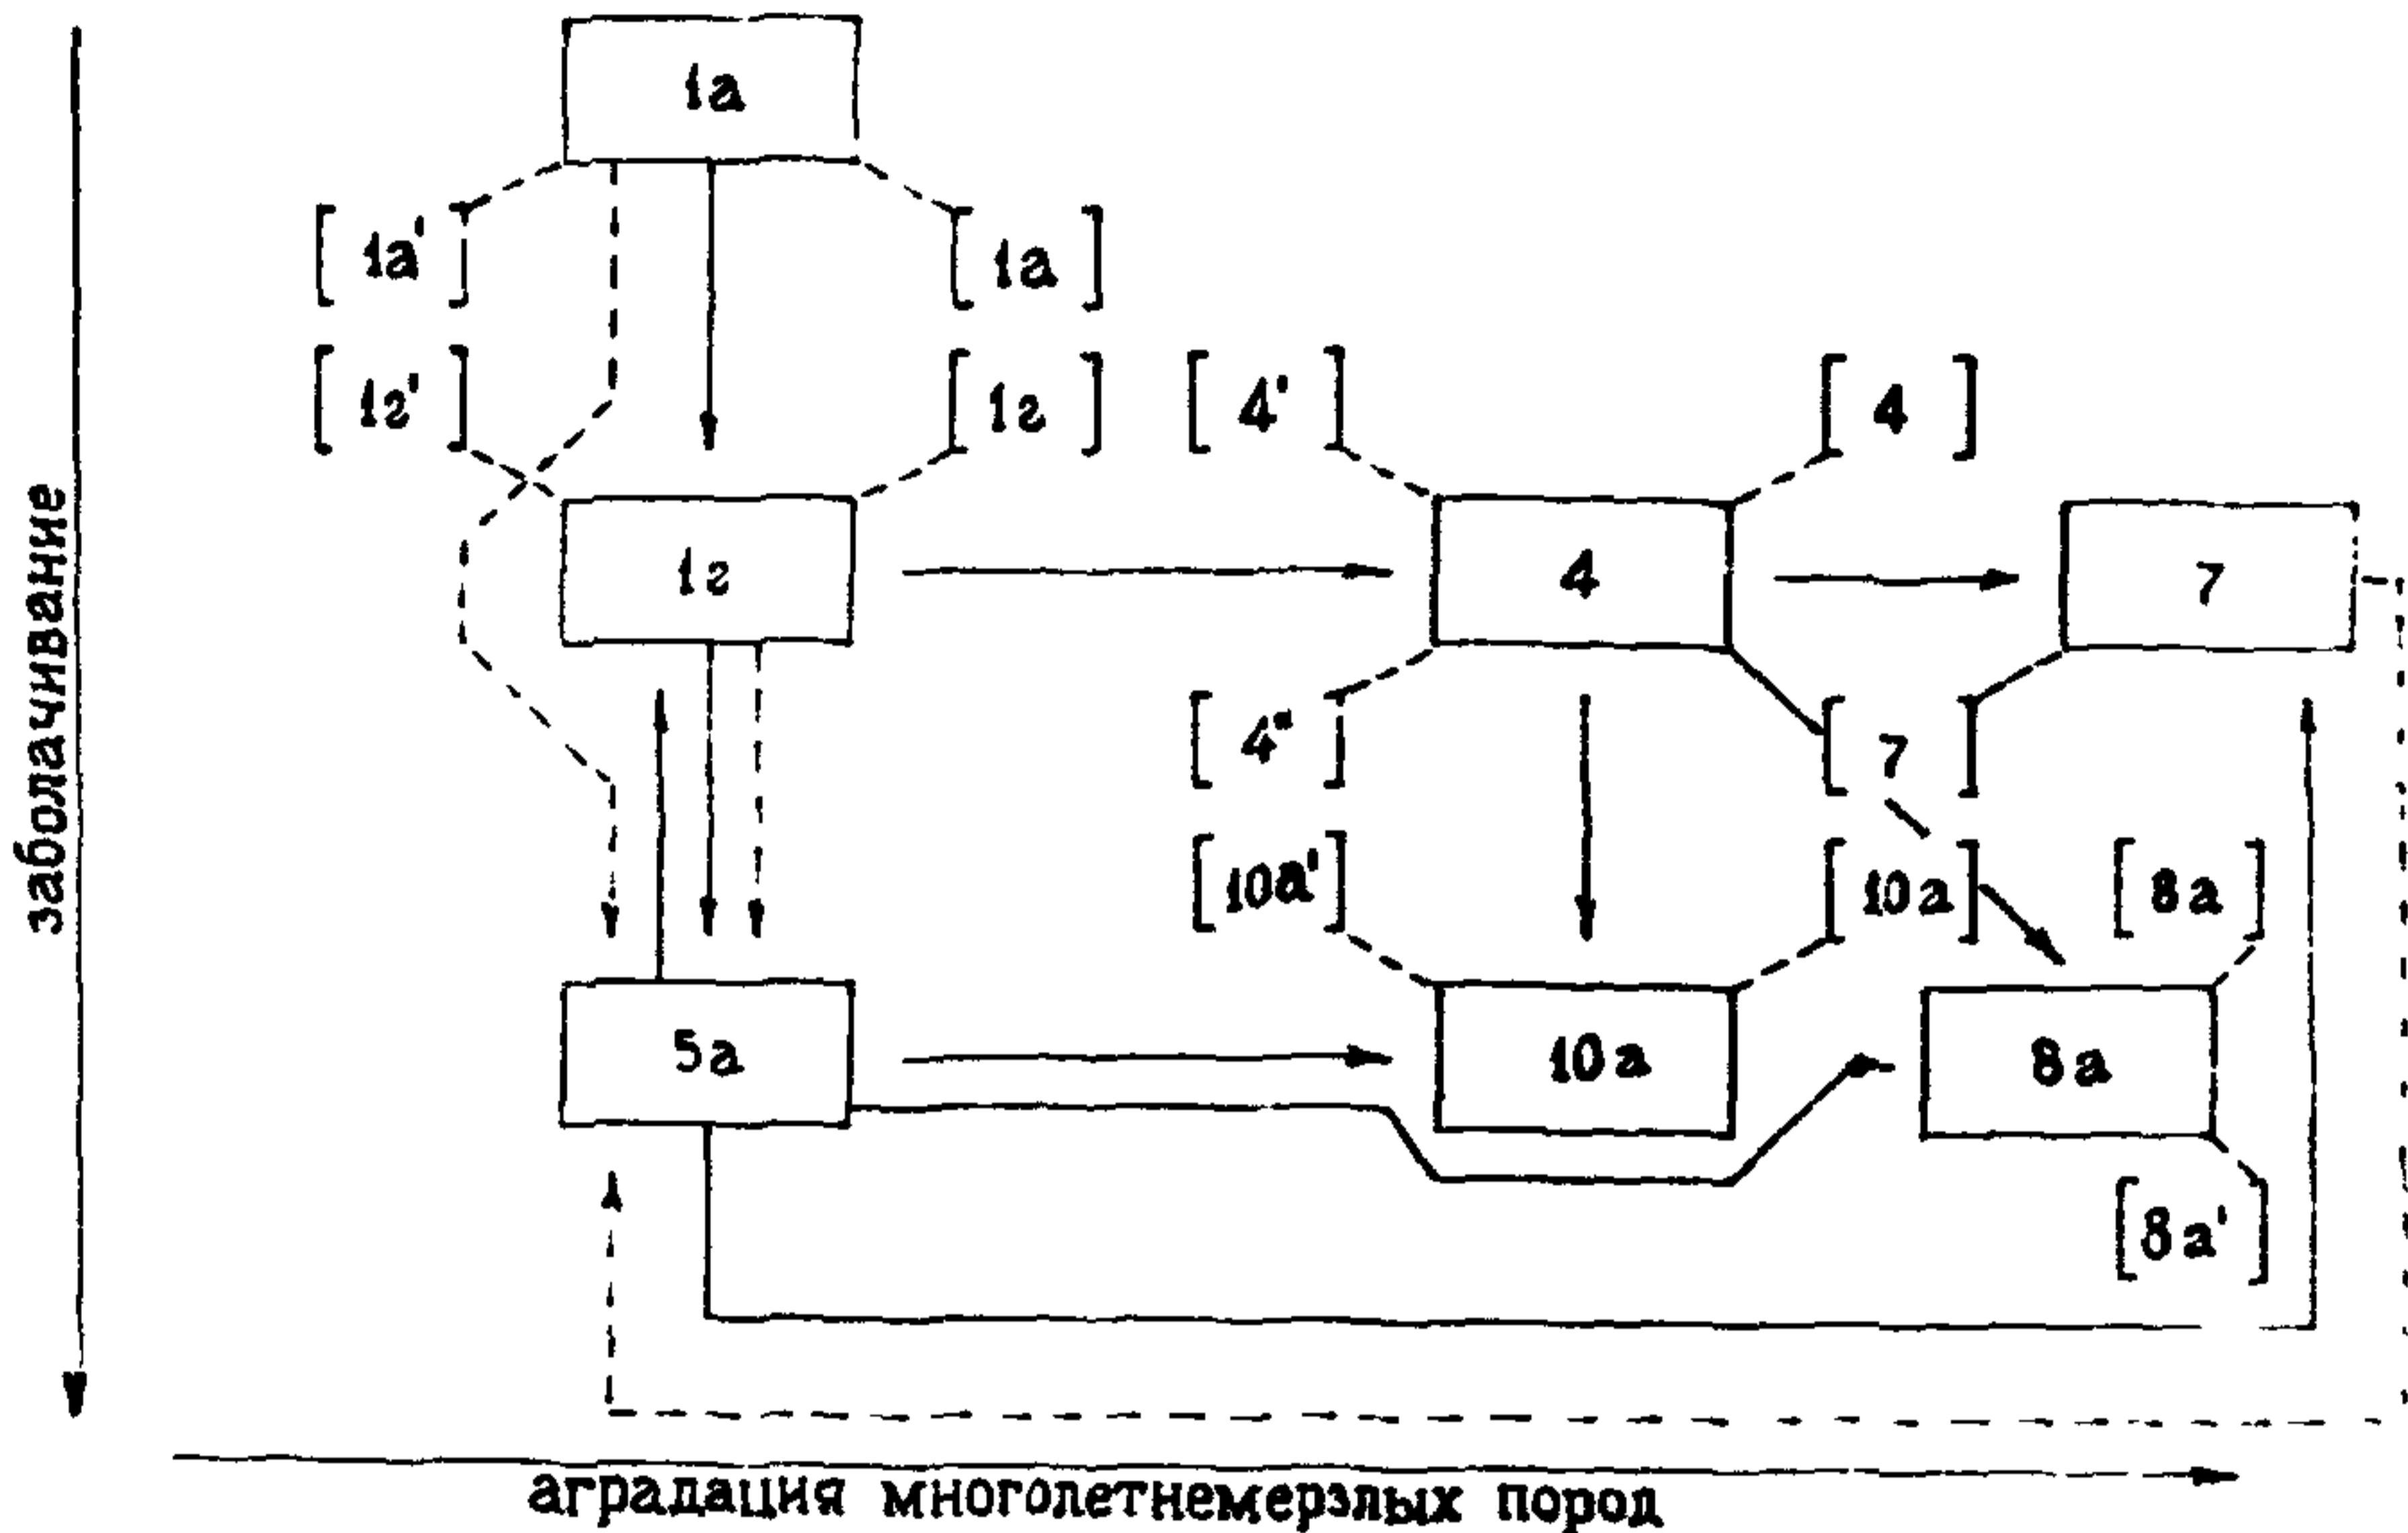 1а
[1а']
[1а]
[1г']
[1г]
[4']
[4]
1г
4
7
[4"]
[7]
[10а']
[10а]
[8а]
5а
10а
8а
[8а']
заболачивание
аградация многолетнемерзлых пород